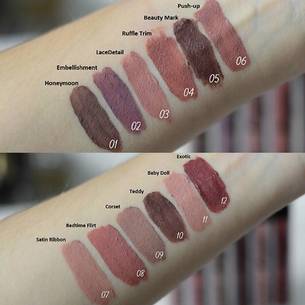 Push-up
Beauty Mark
Ruffle Trim
LaceDetail
Embellishment
Honeymoon
01
02
03
04
05
06
Exotic
Baby Doll
Teddy
Corset
Bedtime Flirt
Satin Ribbon
07
08
09
10
11
12